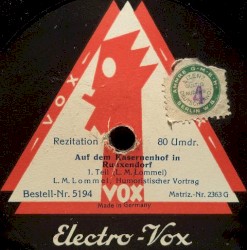 VOX
Rezitation 80 Umdr.
Auf dem Kasernenhof in
Runxendorf
1. Teil (L. M. Lommel)
L. M. Lommel, Humoristischer Vortrag
Bestell-Nr. 5194 VOX Matriz.-Nr. 2363 G
Made in Germany
Electro-Vox